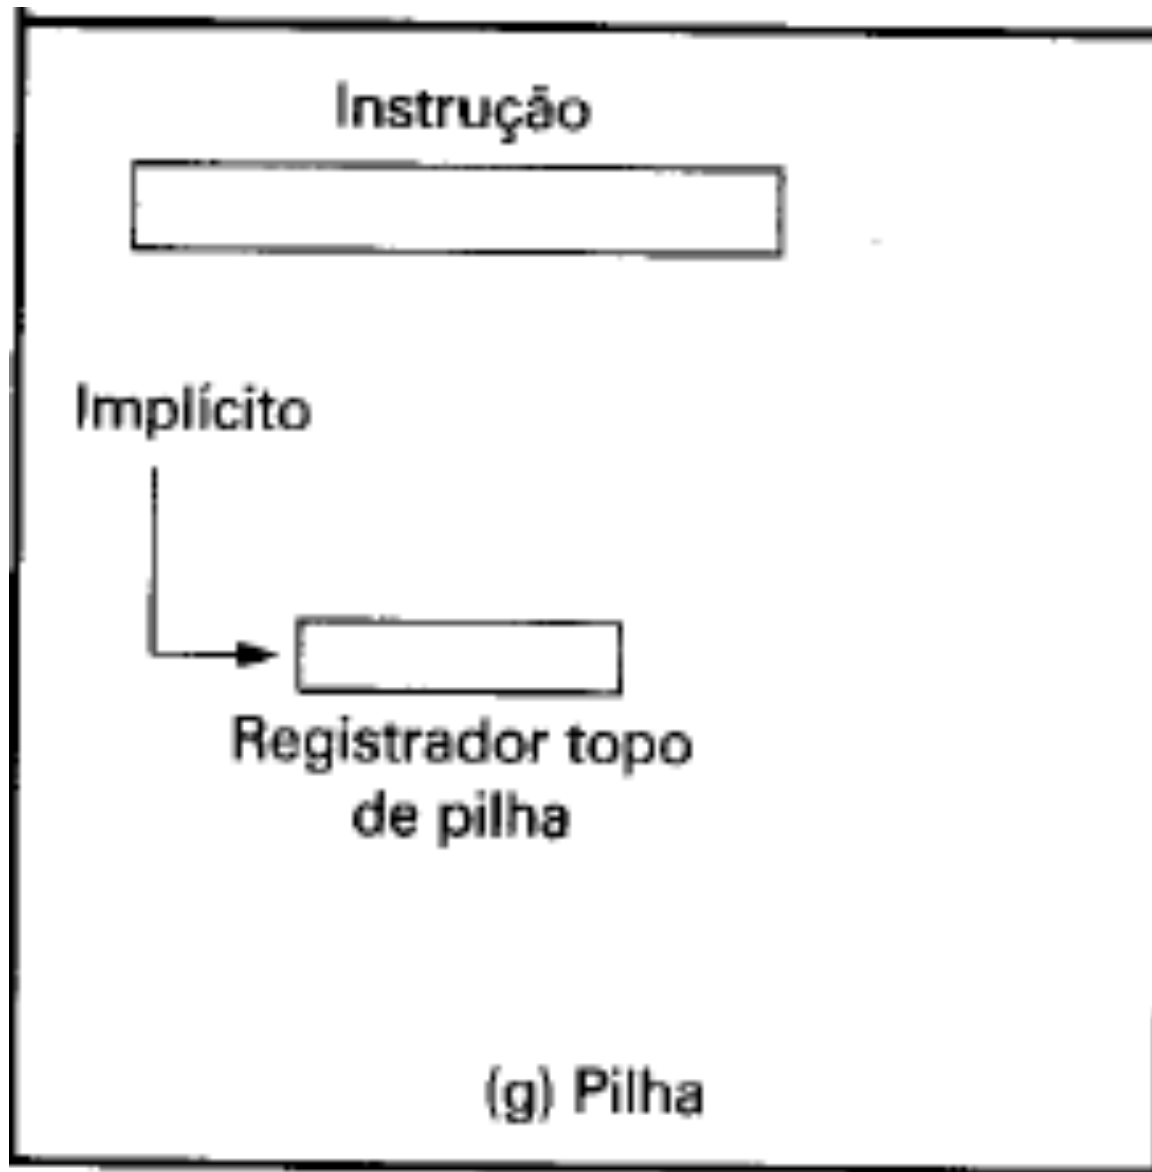 Instrução
Implícito
Registrador topo
de pilha
(g) Pilha